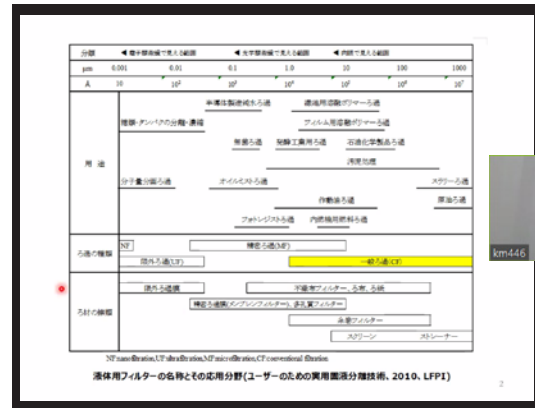 分類 ◀ 電子顕微鏡で見える範囲 ◀ 光学顕微鏡で見える範囲 ◀ 肉眼で見える範囲
μm 0.001 0.01 0.1 1.0 10 100 1000
A 10 10² 10³ 10⁴ 10⁵ 10⁶ 10⁷
用 途
半導体製造純水ろ過
ポリマーろ過
糖類・タンパクの分離・濃縮
フィルム用溶融ポリマーろ過
無菌ろ過 発酵工業用ろ過 石油化学製品ろ過
汚泥処理
分子量分画ろ過 オイルミストろ過 スラリーろ過
作動油ろ過 原油ろ過
フォトレジストろ過 内燃機用燃料ろ過
ろ過の種類
NF 精密ろ過(MF)
限外ろ過(UF) 一般ろ過(CF)
ろ材の種類
限外ろ過膜 不織布フィルター、ろ布、ろ紙
精密ろ過膜(メンブレンフィルター), 多孔質フィルター
糸巻フィルター
スクリーン ストレーナー
NF:nanofiltration,UF:ultrafiltration,MF:microfiltration,CF:conventional filtration
液体用フィルターの名称とその応用分野(ユーザーのための実用固液分離技術、2010、LFPI)
2
km446